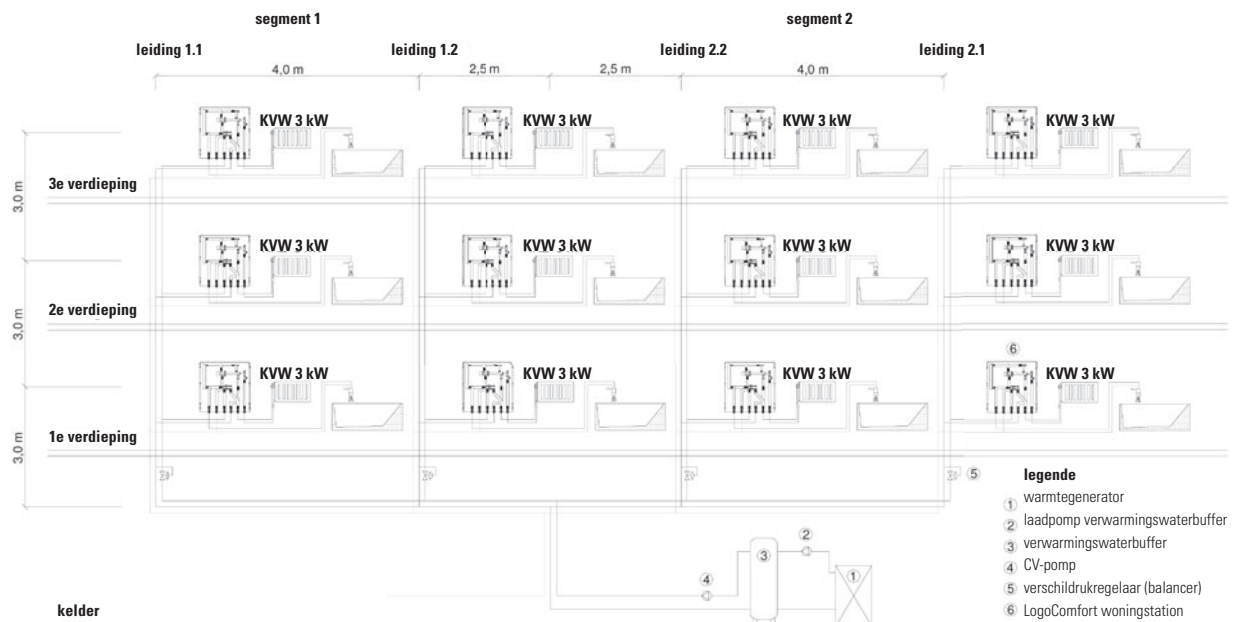 segment 1
segment 2
leiding 1.1
leiding 1.2
leiding 2.2
leiding 2.1
4,0 m
2,5 m
2,5 m
4,0 m
KVW 3 kW
KVW 3 kW
KVW 3 kW
KVW 3 kW
3e verdieping
3,0 m
KVW 3 kW
KVW 3 kW
KVW 3 kW
KVW 3 kW
2e verdieping
3,0 m
6
KVW 3 kW
KVW 3 kW
KVW 3 kW
KVW 3 kW
1e verdieping
3,0 m
5
legende
1 warmtegenerator
2 laadpomp verwarmingswaterbuffer
3 verwarmingswaterbuffer
4 CV-pomp
5 verschildrukregelaar (balancer)
6 LogoComfort woningstation
2
3
1
4
kelder